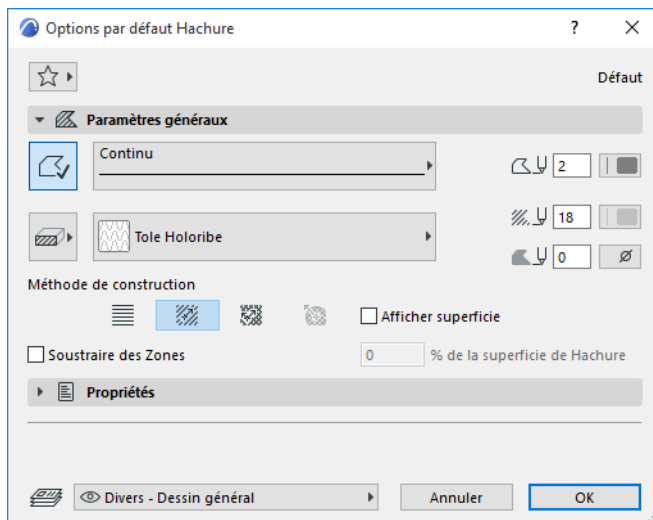 Options par défaut Hachure
?
Défaut
Paramètres généraux
Continu
2
Tole Holoribe
18
0
Méthode de construction
Afficher superficie
Soustraire des Zones
0 % de la superficie de Hachure
Propriétés
Divers - Dessin général
Annuler
OK